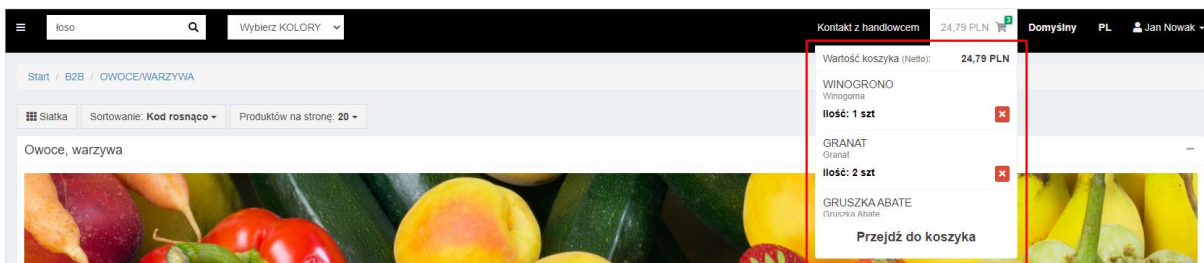 łoso
Wybierz KOLORY
Kontakt z handlowcem
24,79 PLN
3
Domyślny
PL
Jan Nowak
Start / B2B / OWOCE/WARZYWA
Siatka
Sortowanie: Kod rosnąco
Produktów na stronę: 20
Owoce, warzywa
Wartość koszyka (Netto): 24,79 PLN
WINOGRONO
Winogorna
Ilość: 1 szt
GRANAT
Granat
Ilość: 2 szt
GRUSZKA ABATE
Gruszka Abate
Przejdź do koszyka